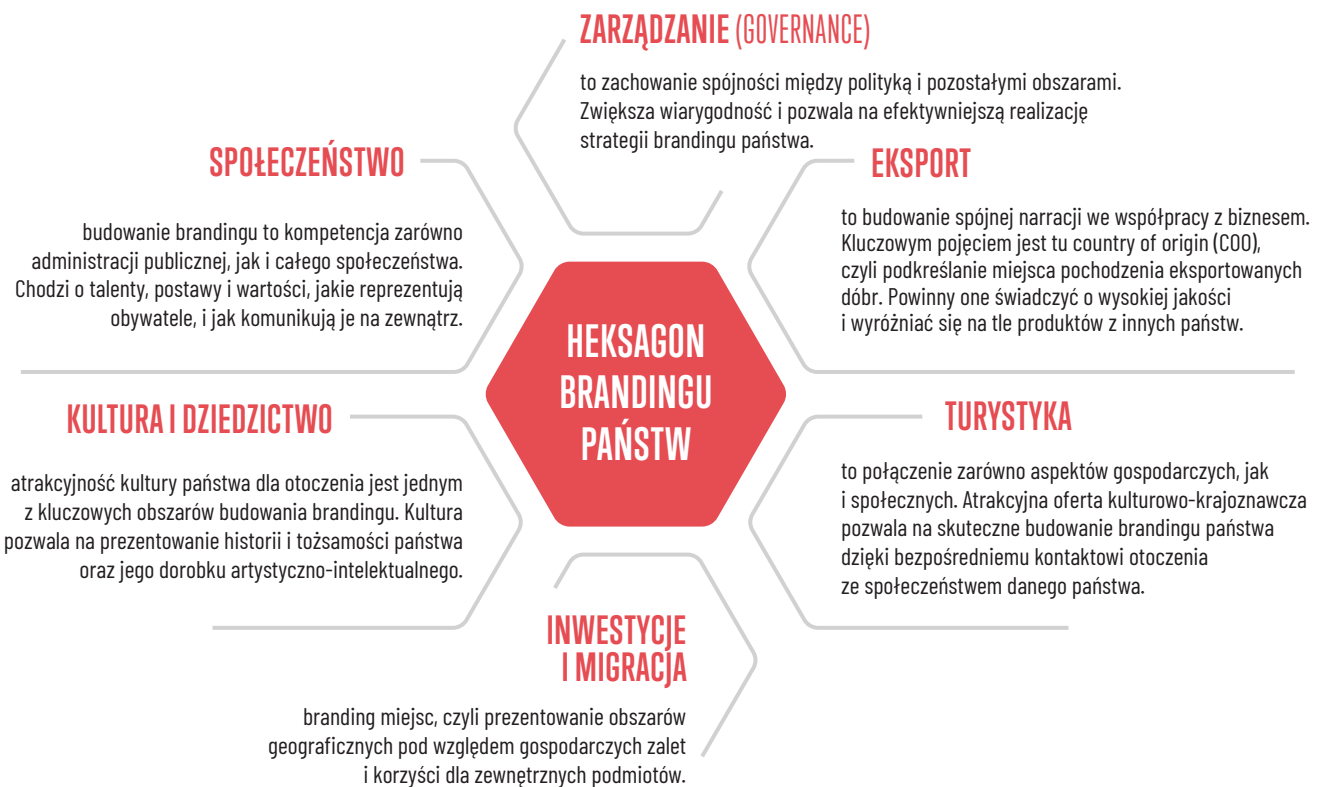 ZARZĄDZANIE (GOVERNANCE)
to zachowanie spójności między polityką i pozostałymi obszarami.
Zwiększa wiarygodność i pozwala na efektywniejszą realizację
strategii brandingu państwa.
SPOŁECZEŃSTWO
budowanie brandingu to kompetencja zarówno
administracji publicznej, jak i całego społeczeństwa.
Chodzi o talenty, postawy i wartości, jakie reprezentują
obywatele, i jak komunikują je na zewnątrz.
EKSPORT
to budowanie spójnej narracji we współpracy z biznesem.
Kluczowym pojęciem jest tu country of origin (COO),
czyli podkreślanie miejsca pochodzenia eksportowanych
dóbr. Powinny one świadczyć o wysokiej jakości
i wyróżniać się na tle produktów z innych państw.
HEKSAGON
BRANDINGU
PAŃSTW
KULTURA I DZIEDZICTWO
atrakcyjność kultury państwa dla otoczenia jest jednym
z kluczowych obszarów budowania brandingu. Kultura
pozwala na prezentowanie historii i tożsamości państwa
oraz jego dorobku artystyczno-intelektualnego.
TURYSTYKA
to połączenie zarówno aspektów gospodarczych, jak
i społecznych. Atrakcyjna oferta kulturowo-krajoznawcza
pozwala na skuteczne budowanie brandingu państwa
dzięki bezpośredniemu kontaktowi otoczenia
ze społeczeństwem danego państwa.
INWESTYCJE
I MIGRACJA
branding miejsc, czyli prezentowanie obszarów
geograficznych pod względem gospodarczych zalet
i korzyści dla zewnętrznych podmiotów.